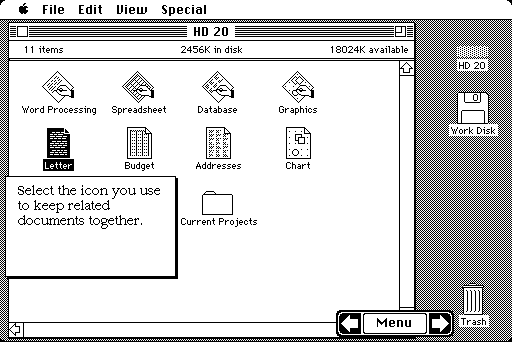 File Edit View Special
HD 20
11 items 2456K in disk 18024K available
HD 20
0
Word Processing Spreadsheet Database Graphics
Work Disk
Letter Budget Addresses Chart
Select the icon you use
to keep related
documents together.
Current Projects
Menu
Trash